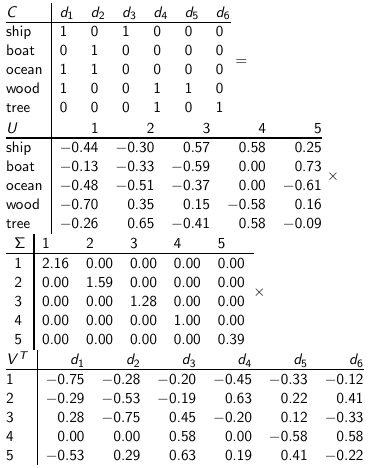 C d1 d2 d3 d4 d5 d6
ship 1 0 1 0 0 0
boat 0 1 0 0 0 0
ocean 1 1 0 0 0 0 =
wood 1 0 0 1 1 0
tree 0 0 0 1 0 1
U 1 2 3 4 5
ship −0.44 −0.30 0.57 0.58 0.25
boat −0.13 −0.33 −0.59 0.00 0.73
ocean −0.48 −0.51 −0.37 0.00 −0.61 ×
wood −0.70 0.35 0.15 −0.58 0.16
tree −0.26 0.65 −0.41 0.58 −0.09
Σ 1 2 3 4 5
1 2.16 0.00 0.00 0.00 0.00
2 0.00 1.59 0.00 0.00 0.00
3 0.00 0.00 1.28 0.00 0.00 ×
4 0.00 0.00 0.00 1.00 0.00
5 0.00 0.00 0.00 0.00 0.39
V^T d1 d2 d3 d4 d5 d6
1 −0.75 −0.28 −0.20 −0.45 −0.33 −0.12
2 −0.29 −0.53 −0.19 0.63 0.22 0.41
3 0.28 −0.75 0.45 −0.20 0.12 −0.33
4 0.00 0.00 0.58 0.00 −0.58 0.58
5 −0.53 0.29 0.63 0.19 0.41 −0.22